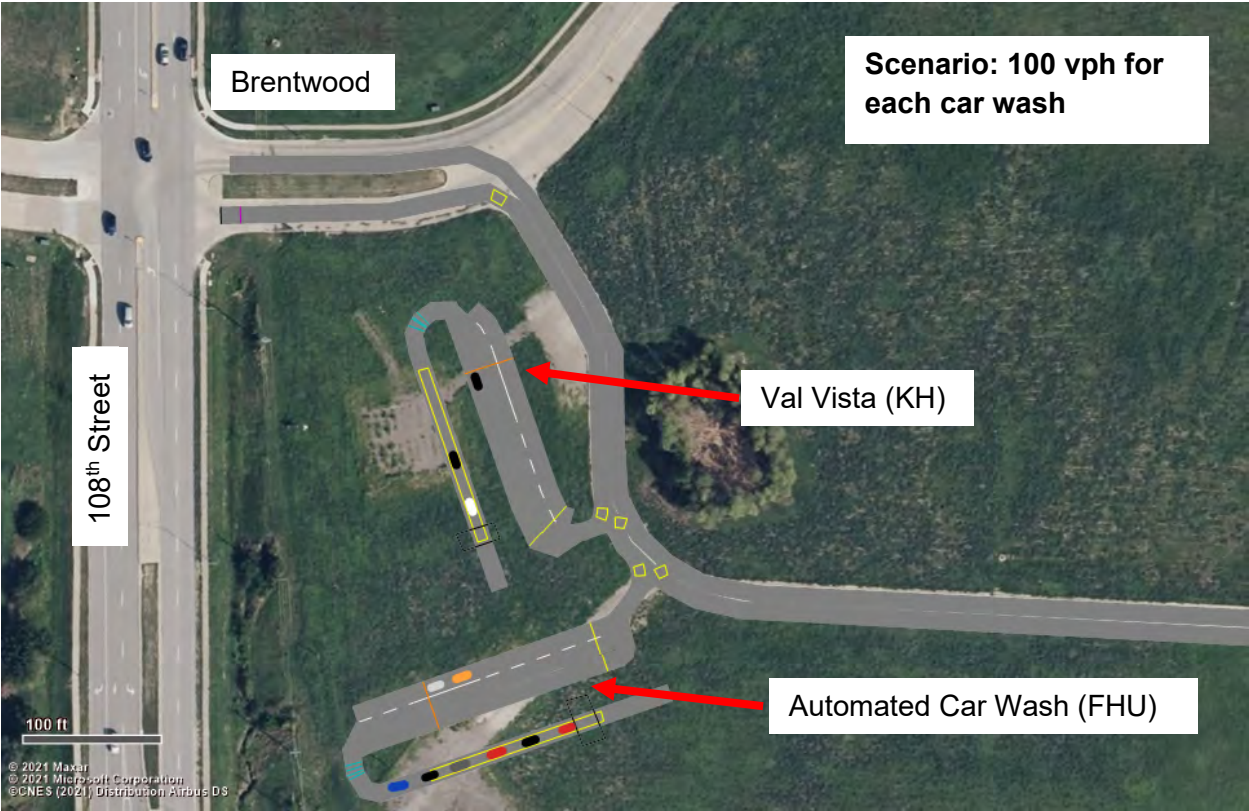 Brentwood
Scenario: 100 vph for
each car wash
108th Street
Val Vista (KH)
Automated Car Wash (FHU)
100 ft
© 2021 Maxar
© 2021 Microsoft Corporation
©CNES (2021) Distribution Airbus DS